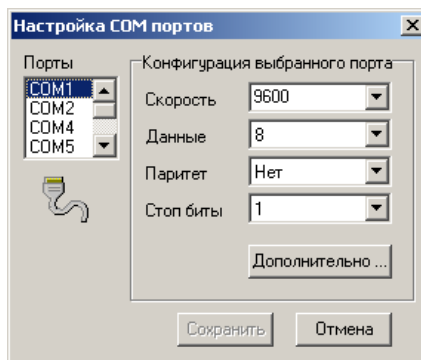 Настройка COM портов
Порты
COM1
COM2
COM4
COM5
Конфигурация выбранного порта
Скорость 9600
Данные 8
Паритет Нет
Стоп биты 1
Дополнительно ...
Сохранить Отмена